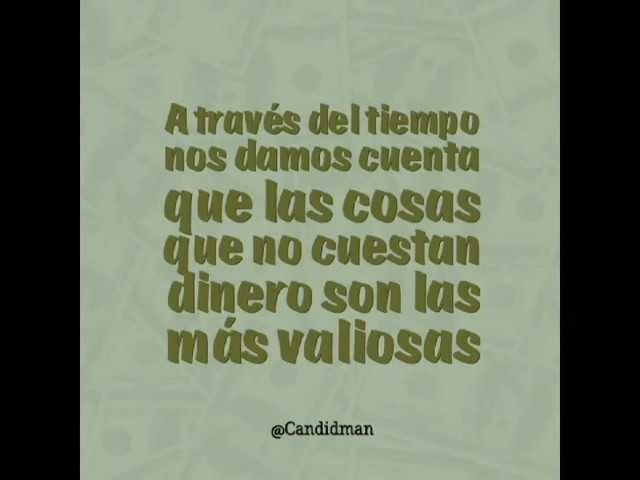 A través del tiempo
nos damos cuenta
que las cosas
que no cuestan
dinero son las
más valiosas
@Candidman